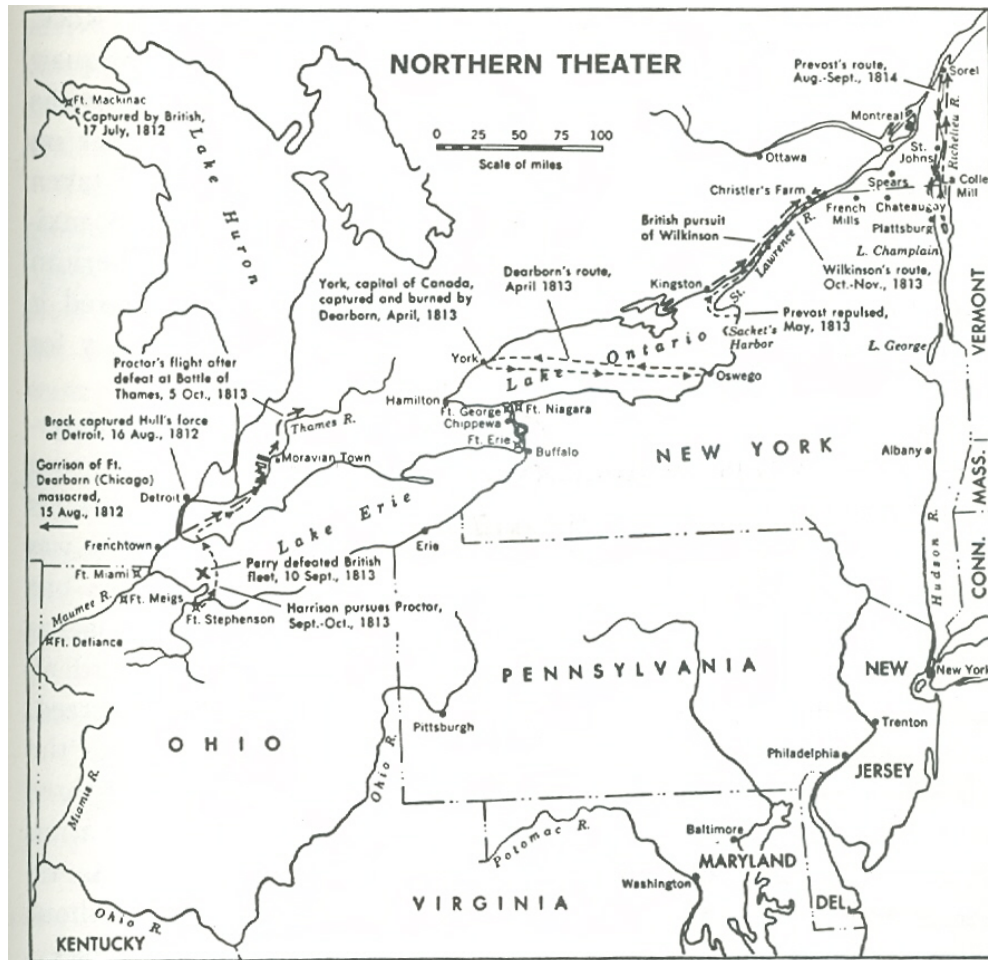 NORTHERN THEATER
0 25 50 75 100
Scale of miles
Ft. Mackinac
Captured by British,
17 July, 1812
Lake Huron
Prevost's route,
Aug.-Sept., 1814
Sorel
Montreal
Richelieu R.
St.
Johns
Ottawa
Spears
Colle
Mill
Christler's Farm
French
Mills
Chateaugay
Plattsburg
British pursuit
of Wilkinson
St. Lawrence R.
L. Champlain
Wilkinson's route,
Oct.-Nov., 1813
Dearborn's route,
April 1813
Kingston
York, capital of Canada,
captured and burned by
Dearborn, April, 1813
Prevost repulsed,
May, 1813
Sacket's
Harbor
VERMONT
L. George
Lake Ontario
York
Oswego
Proctor's flight after
defeat at Battle of
Thames, 5 Oct., 1813
Hamilton
Ft. George
Ft. Niagara
Chippewa
Ft. Erie
Buffalo
Thames R.
Brock captured Hull's force
at Detroit, 16 Aug., 1812
Moravian Town
NEW YORK
Albany
MASS.
Garrison of Ft.
Dearborn (Chicago)
massacred,
15 Aug., 1812
Detroit
Lake Erie
Erie
Frenchtown
Hudson R.
CONN.
Perry defeated British
fleet, 10 Sept., 1813
Ft. Miami
Ft. Meigs
Maumee R.
Harrison pursues Proctor,
Sept.-Oct., 1813
Ft. Stephenson
Ft. Defiance
PENNSYLVANIA
NEW
JERSEY
New York
Pittsburgh
Trenton
OHIO
Ohio R.
Philadelphia
Miamis R.
Potomac R.
Baltimore
MARYLAND
Washington
DEL.
VIRGINIA
Ohio R.
KENTUCKY